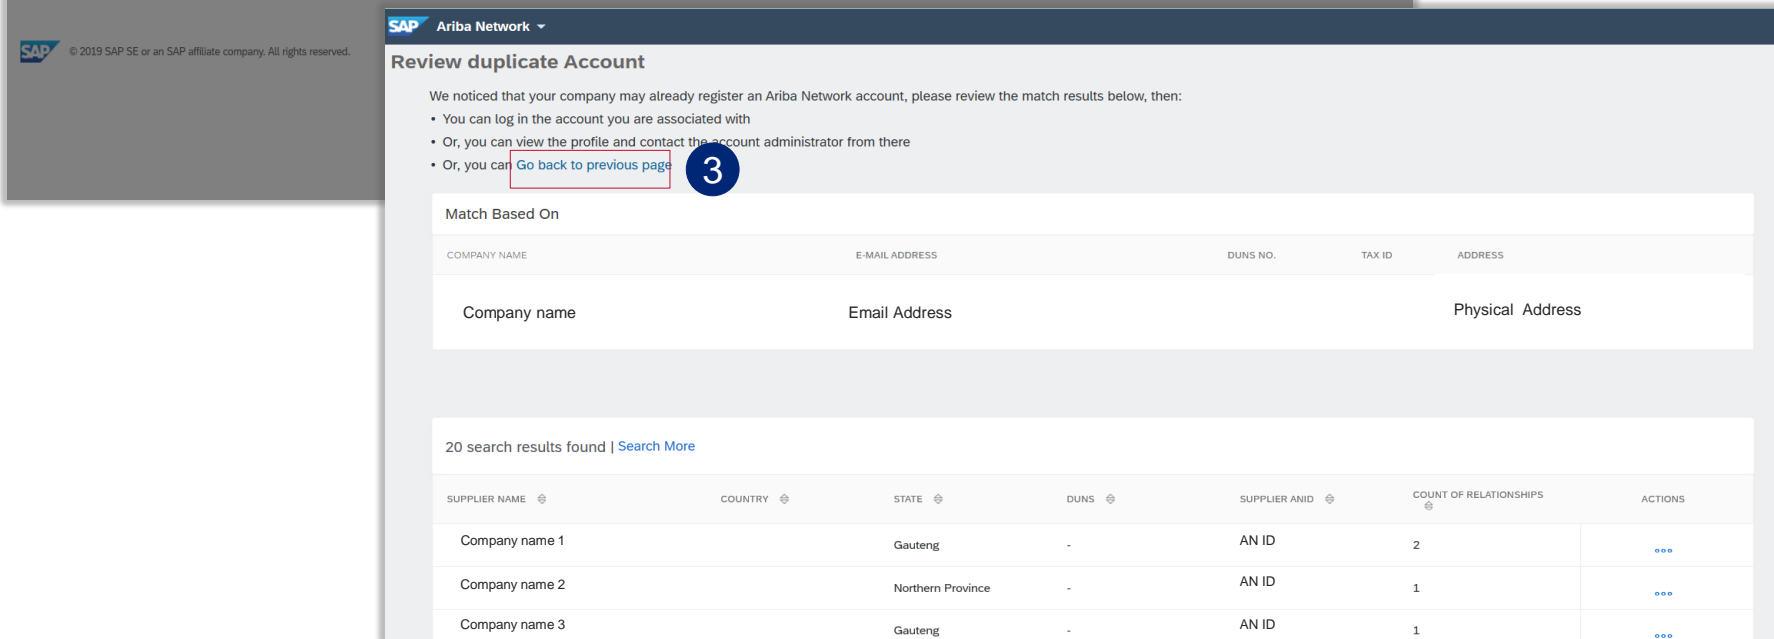 SAP © 2019 SAP SE or an SAP affiliate company. All rights reserved.
SAP Ariba Network
Review duplicate Account
We noticed that your company may already register an Ariba Network account, please review the match results below, then:
• You can log in the account you are associated with
• Or, you can view the profile and contact the account administrator from there
• Or, you can Go back to previous page
3
Match Based On
COMPANY NAME E-MAIL ADDRESS DUNS NO. TAX ID ADDRESS
Company name Email Address Physical Address
20 search results found | Search More
SUPPLIER NAME COUNTRY STATE DUNS SUPPLIER ANID COUNT OF RELATIONSHIPS ACTIONS
Company name 1 Gauteng - AN ID 2
Company name 2 Northern Province - AN ID 1
Company name 3 Gauteng - AN ID 1